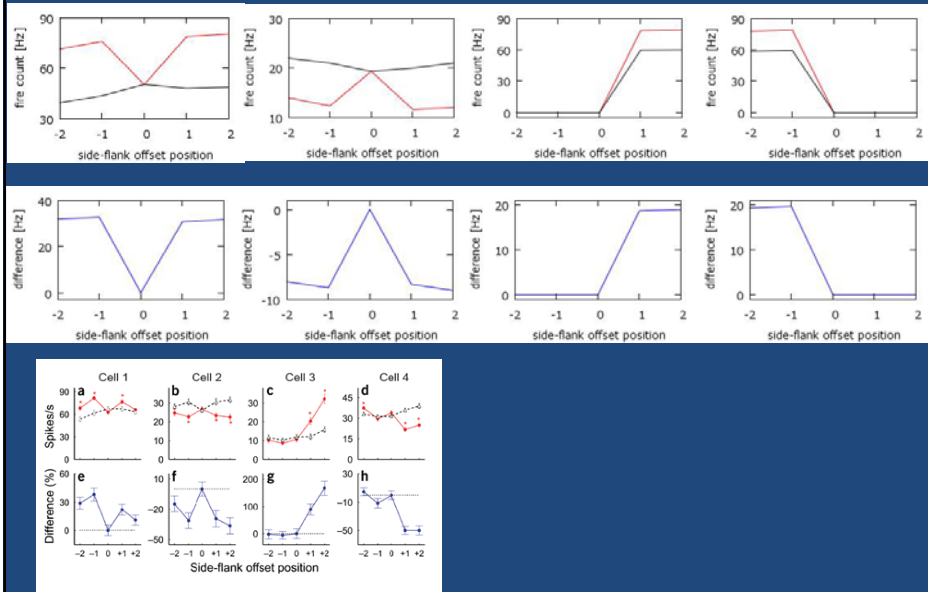 90
60
30
fire count [Hz]
-2 -1 0 1 2
side-flank offset position
30
20
10
fire count [Hz]
-2 -1 0 1 2
side-flank offset position
90
60
30
0
fire count [Hz]
-2 -1 0 1 2
side-flank offset position
90
60
30
0
fire count [Hz]
-2 -1 0 1 2
side-flank offset position
40
20
0
difference [Hz]
-2 -1 0 1 2
side-flank offset position
0
-5
-10
difference [Hz]
-2 -1 0 1 2
side-flank offset position
20
10
0
difference [Hz]
-2 -1 0 1 2
side-flank offset position
20
10
0
difference [Hz]
-2 -1 0 1 2
side-flank offset position
Cell 1 Cell 2 Cell 3 Cell 4
a b c d
Spikes/s
90
60
30
0
30
20
10
0
30
20
10
0
45
30
15
0
e f g h
Difference (%)
60
30
0
10
−20
−50
200
100
0
30
−10
−50
−2 −1 0 +1 +2
−2 −1 0 +1 +2
−2 −1 0 +1 +2
−2 −1 0 +1 +2
Side-flank offset position